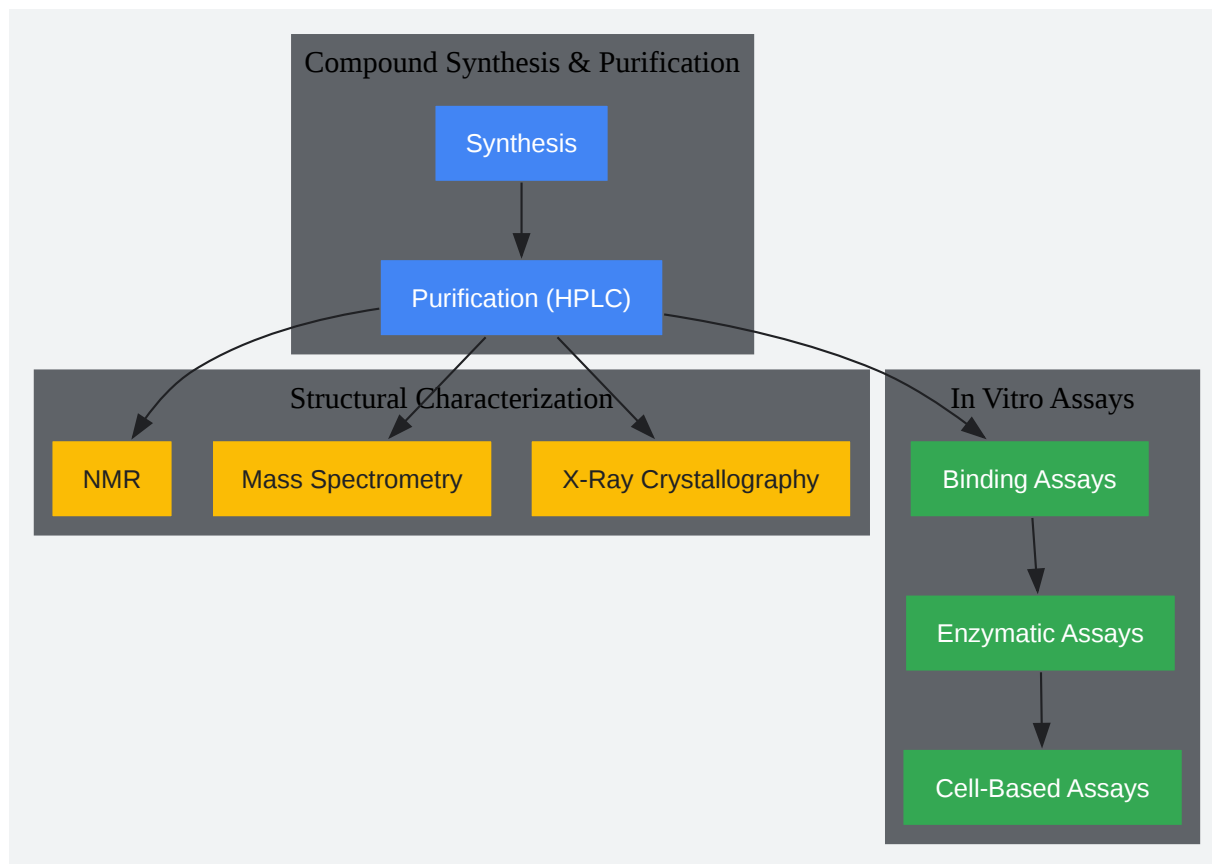 Compound Synthesis & Purification
Synthesis
Purification (HPLC)
Structural Characterization
NMR
Mass Spectrometry
X-Ray Crystallography
In Vitro Assays
Binding Assays
Enzymatic Assays
Cell-Based Assays